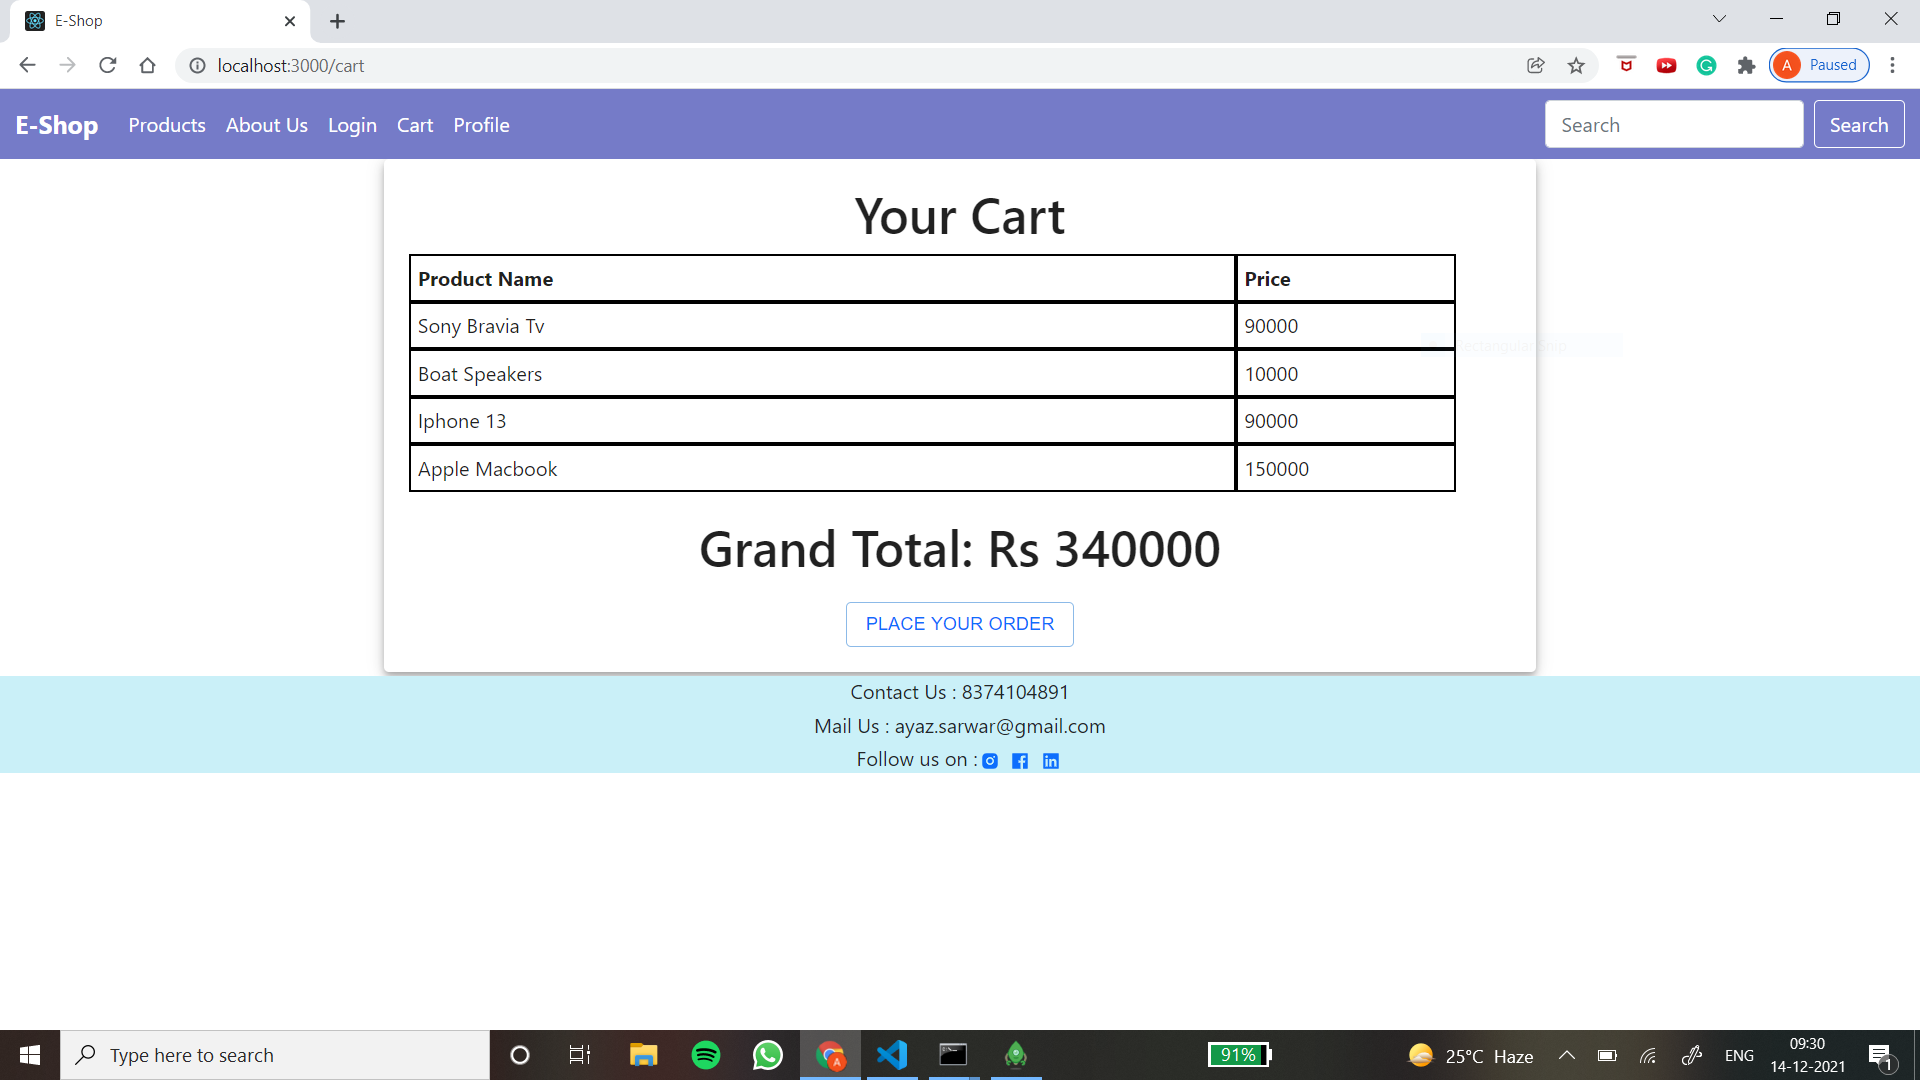 E-Shop
localhost:3000/cart
A Paused
E-Shop Products About Us Login Cart Profile Search Search
Your Cart
Product Name Price
Sony Bravia Tv 90000
Rectangular Snip
Boat Speakers 10000
Iphone 13 90000
Apple Macbook 150000
Grand Total: Rs 340000
PLACE YOUR ORDER
Contact Us : 8374104891
Mail Us : ayaz.sarwar@gmail.com
Follow us on :
Type here to search
A
91%
25°C Haze
ENG
09:30
14-12-2021
1